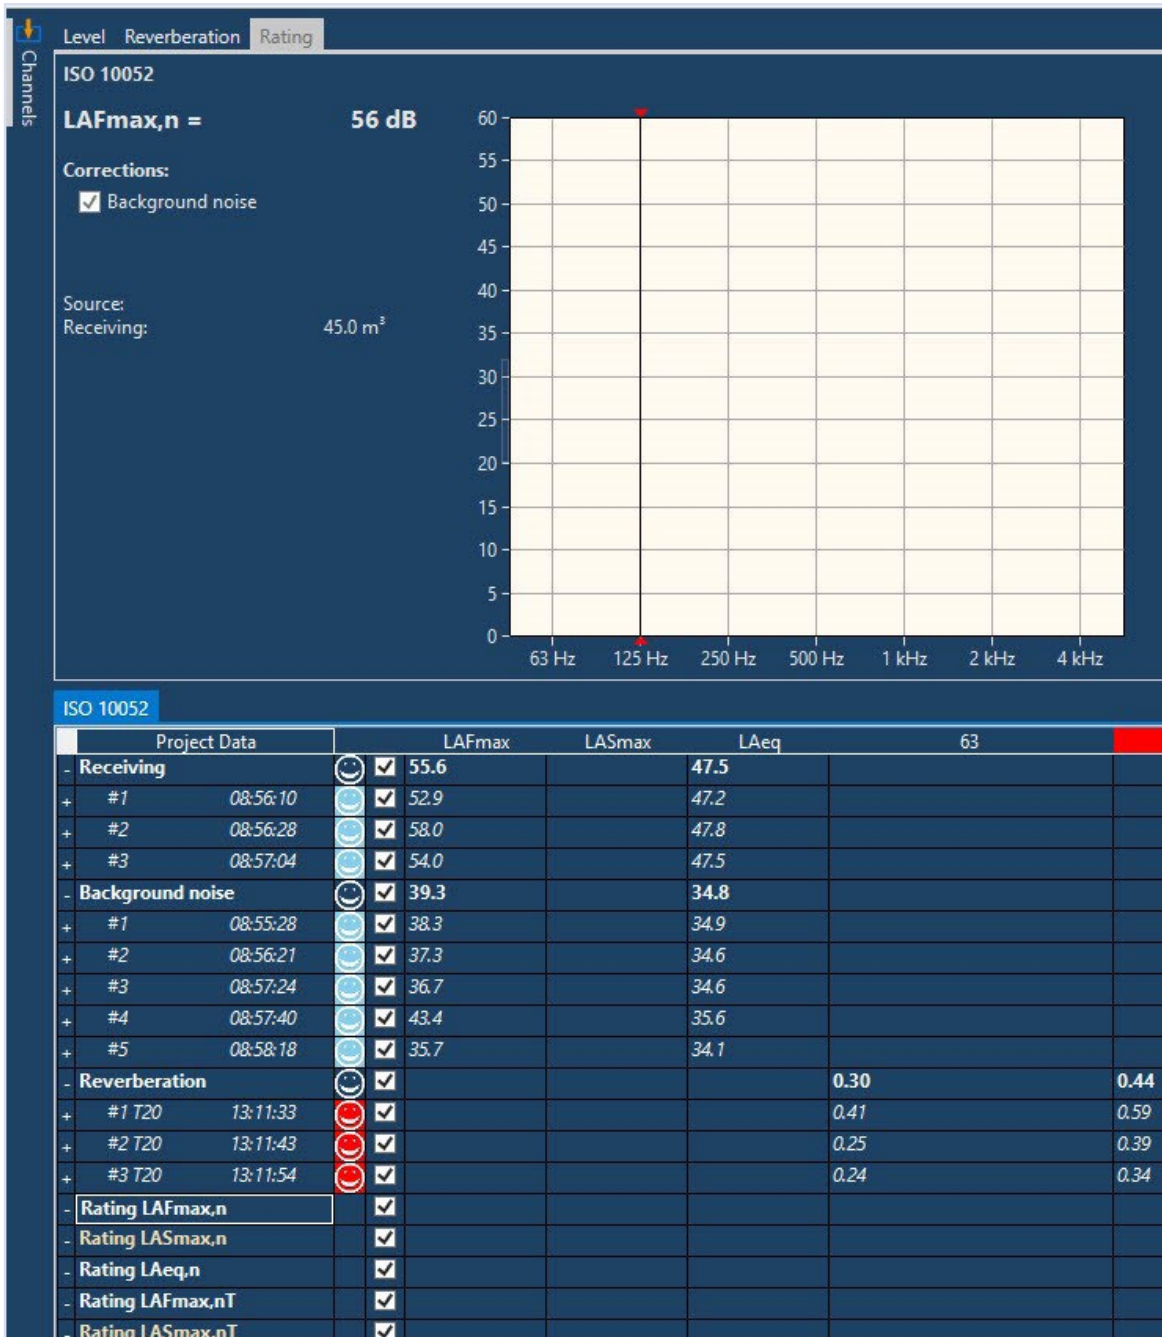 Channels
Level Reverberation Rating
ISO 10052
LAFmax,n = 56 dB
Corrections:
Background noise
Source:
Receiving: 45.0 m³
60
55
50
45
40
35
30
25
20
15
10
5
0
63 Hz 125 Hz 250 Hz 500 Hz 1 kHz 2 kHz 4 kHz
ISO 10052
Project Data LAFmax LASmax LAeq 63
- Receiving 55.6 47.5
+ #1 08:56:10 52.9 47.2
+ #2 08:56:28 58.0 47.8
+ #3 08:57:04 54.0 47.5
- Background noise 39.3 34.8
+ #1 08:55:28 38.3 34.9
+ #2 08:56:21 37.3 34.6
+ #3 08:57:24 36.7 34.6
+ #4 08:57:40 43.4 35.6
+ #5 08:58:18 35.7 34.1
- Reverberation 0.30 0.44
+ #1 T20 13:11:33 0.41 0.59
+ #2 T20 13:11:43 0.25 0.39
+ #3 T20 13:11:54 0.24 0.34
- Rating LAFmax,n
- Rating LASmax,n
- Rating LAeq,n
- Rating LAFmax,nT
- Rating LASmax,nT